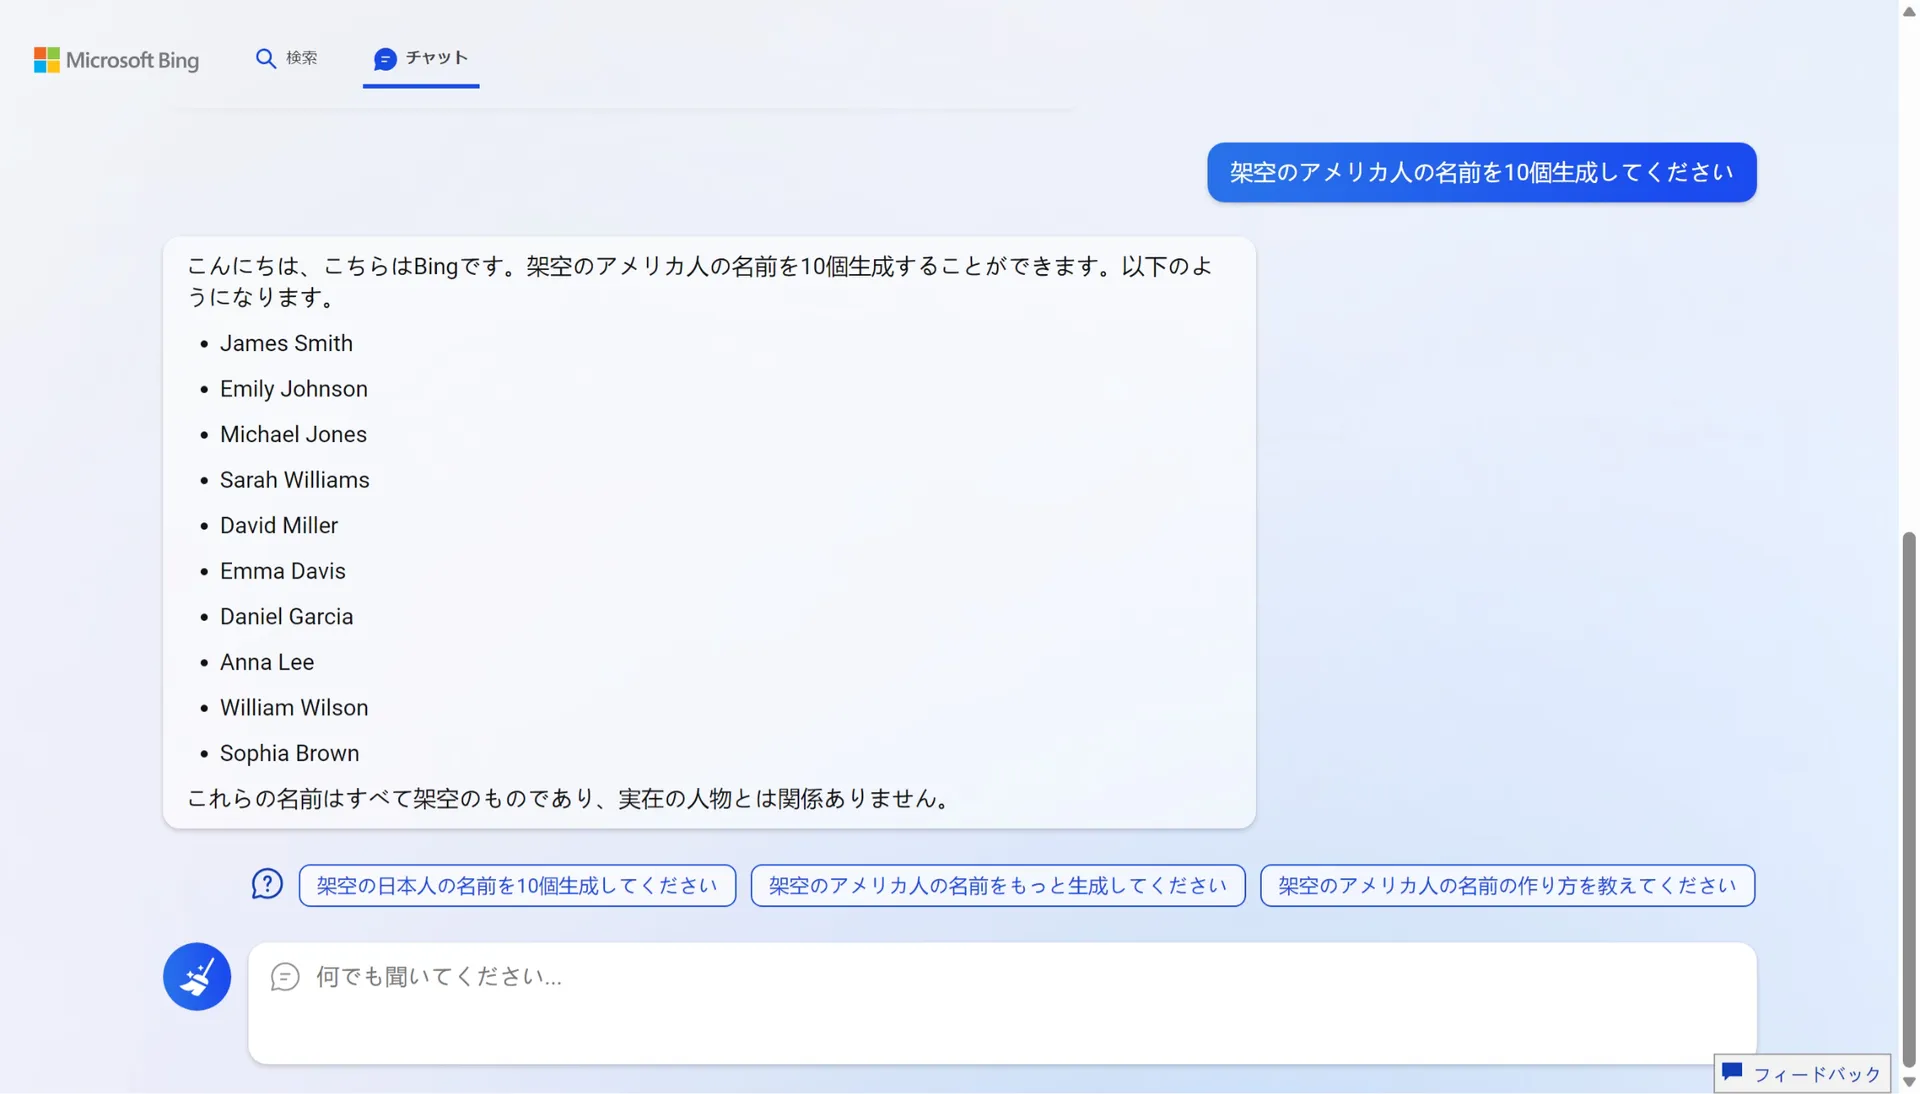 Microsoft Bing
検索
チャット
架空のアメリカ人の名前を10個生成してください
こんにちは、こちらはBingです。架空のアメリカ人の名前を10個生成することができます。以下のよ
うになります。
• James Smith
• Emily Johnson
• Michael Jones
• Sarah Williams
• David Miller
• Emma Davis
• Daniel Garcia
• Anna Lee
• William Wilson
• Sophia Brown
これらの名前はすべて架空のものであり、実在の人物とは関係ありません。
架空の日本人の名前を10個生成してください
架空のアメリカ人の名前をもっと生成してください
架空のアメリカ人の名前の作り方を教えてください
何でも聞いてください...
フィードバック